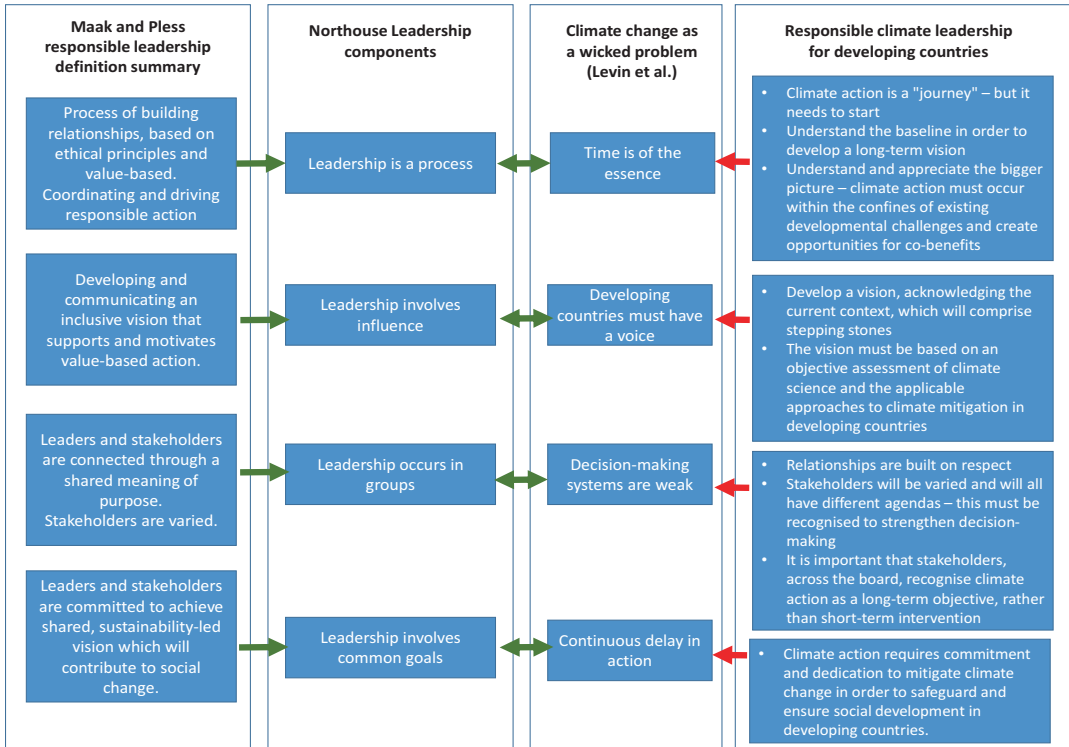 Maak and Pless
responsible leadership
definition summary
Process of building
relationships, based on
ethical principles and
value-based.
Coordinating and driving
responsible action
Developing and
communicating an
inclusive vision that
supports and motivates
value-based action.
Leaders and stakeholders
are connected through a
shared meaning of
purpose.
Stakeholders are varied.
Leaders and stakeholders
are committed to achieve
shared, sustainability-led
vision which will
contribute to social
change.
Northouse Leadership
components
Leadership is a process
Leadership involves
influence
Leadership occurs in
groups
Leadership involves
common goals
Climate change as
a wicked problem
(Levin et al.)
Time is of the
essence
Developing
countries must have
a voice
Decision-making
systems are weak
Continuous delay in
action
Responsible climate leadership
for developing countries
• Climate action is a "journey" – but it
needs to start
• Understand the baseline in order to
develop a long-term vision
• Understand and appreciate the bigger
picture – climate action must occur
within the confines of existing
developmental challenges and create
opportunities for co-benefits
• Develop a vision, acknowledging the
current context, which will comprise
stepping stones
• The vision must be based on an
objective assessment of climate
science and the applicable
approaches to climate mitigation in
developing countries
• Relationships are built on respect
• Stakeholders will be varied and will all
have different agendas – this must be
recognised to strengthen decision-
making
• It is important that stakeholders,
across the board, recognise climate
action as a long-term objective, rather
than short-term intervention
• Climate action requires commitment
and dedication to mitigate climate
change in order to safeguard and
ensure social development in
developing countries.